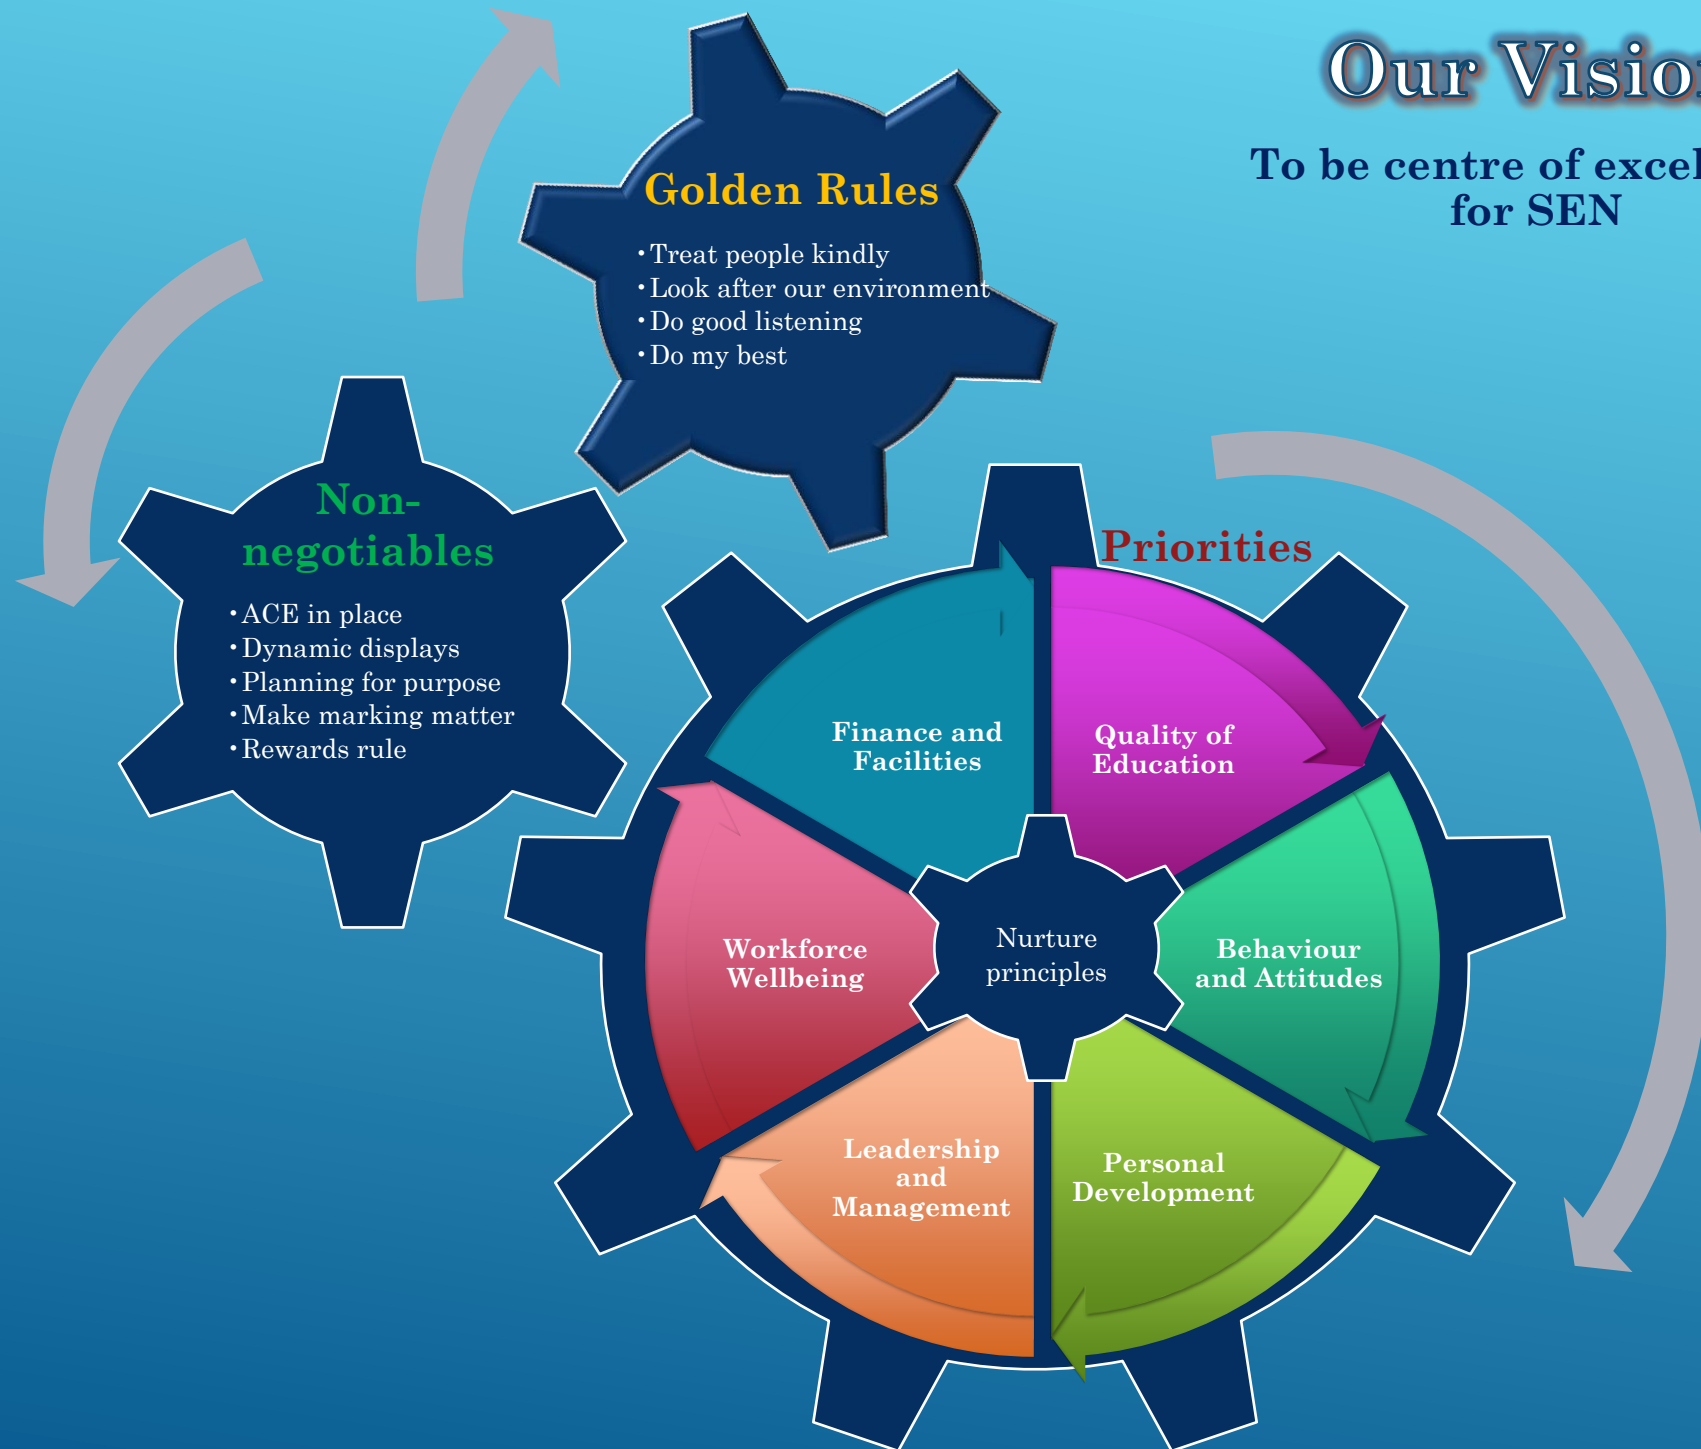 Our Vision
To be centre of excel
for SEN
Golden Rules
•Treat people kindly
•Look after our environment
•Do good listening
•Do my best
Non-
negotiables
•ACE in place
•Dynamic displays
•Planning for purpose
•Make marking matter
•Rewards rule
Priorities
Finance and
Facilities
Quality of
Education
Workforce
Wellbeing
Nurture
principles
Behaviour
and Attitudes
Leadership
and
Management
Personal
Development